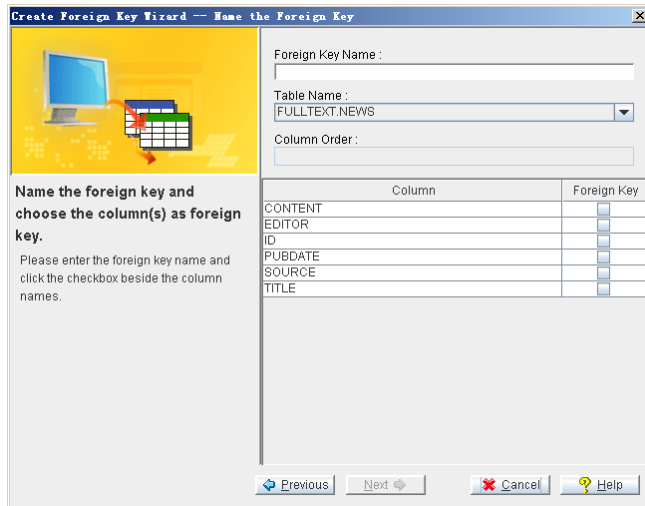 Create Foreign Key Wizard -- Name the Foreign Key
Foreign Key Name :
Table Name :
FULLTEXT.NEWS
Column Order :
Name the foreign key and
choose the column(s) as foreign
key.
Please enter the foreign key name and
click the checkbox beside the column
names.
Column Foreign Key
CONTENT
EDITOR
ID
PUBDATE
SOURCE
TITLE
Previous Next Cancel Help